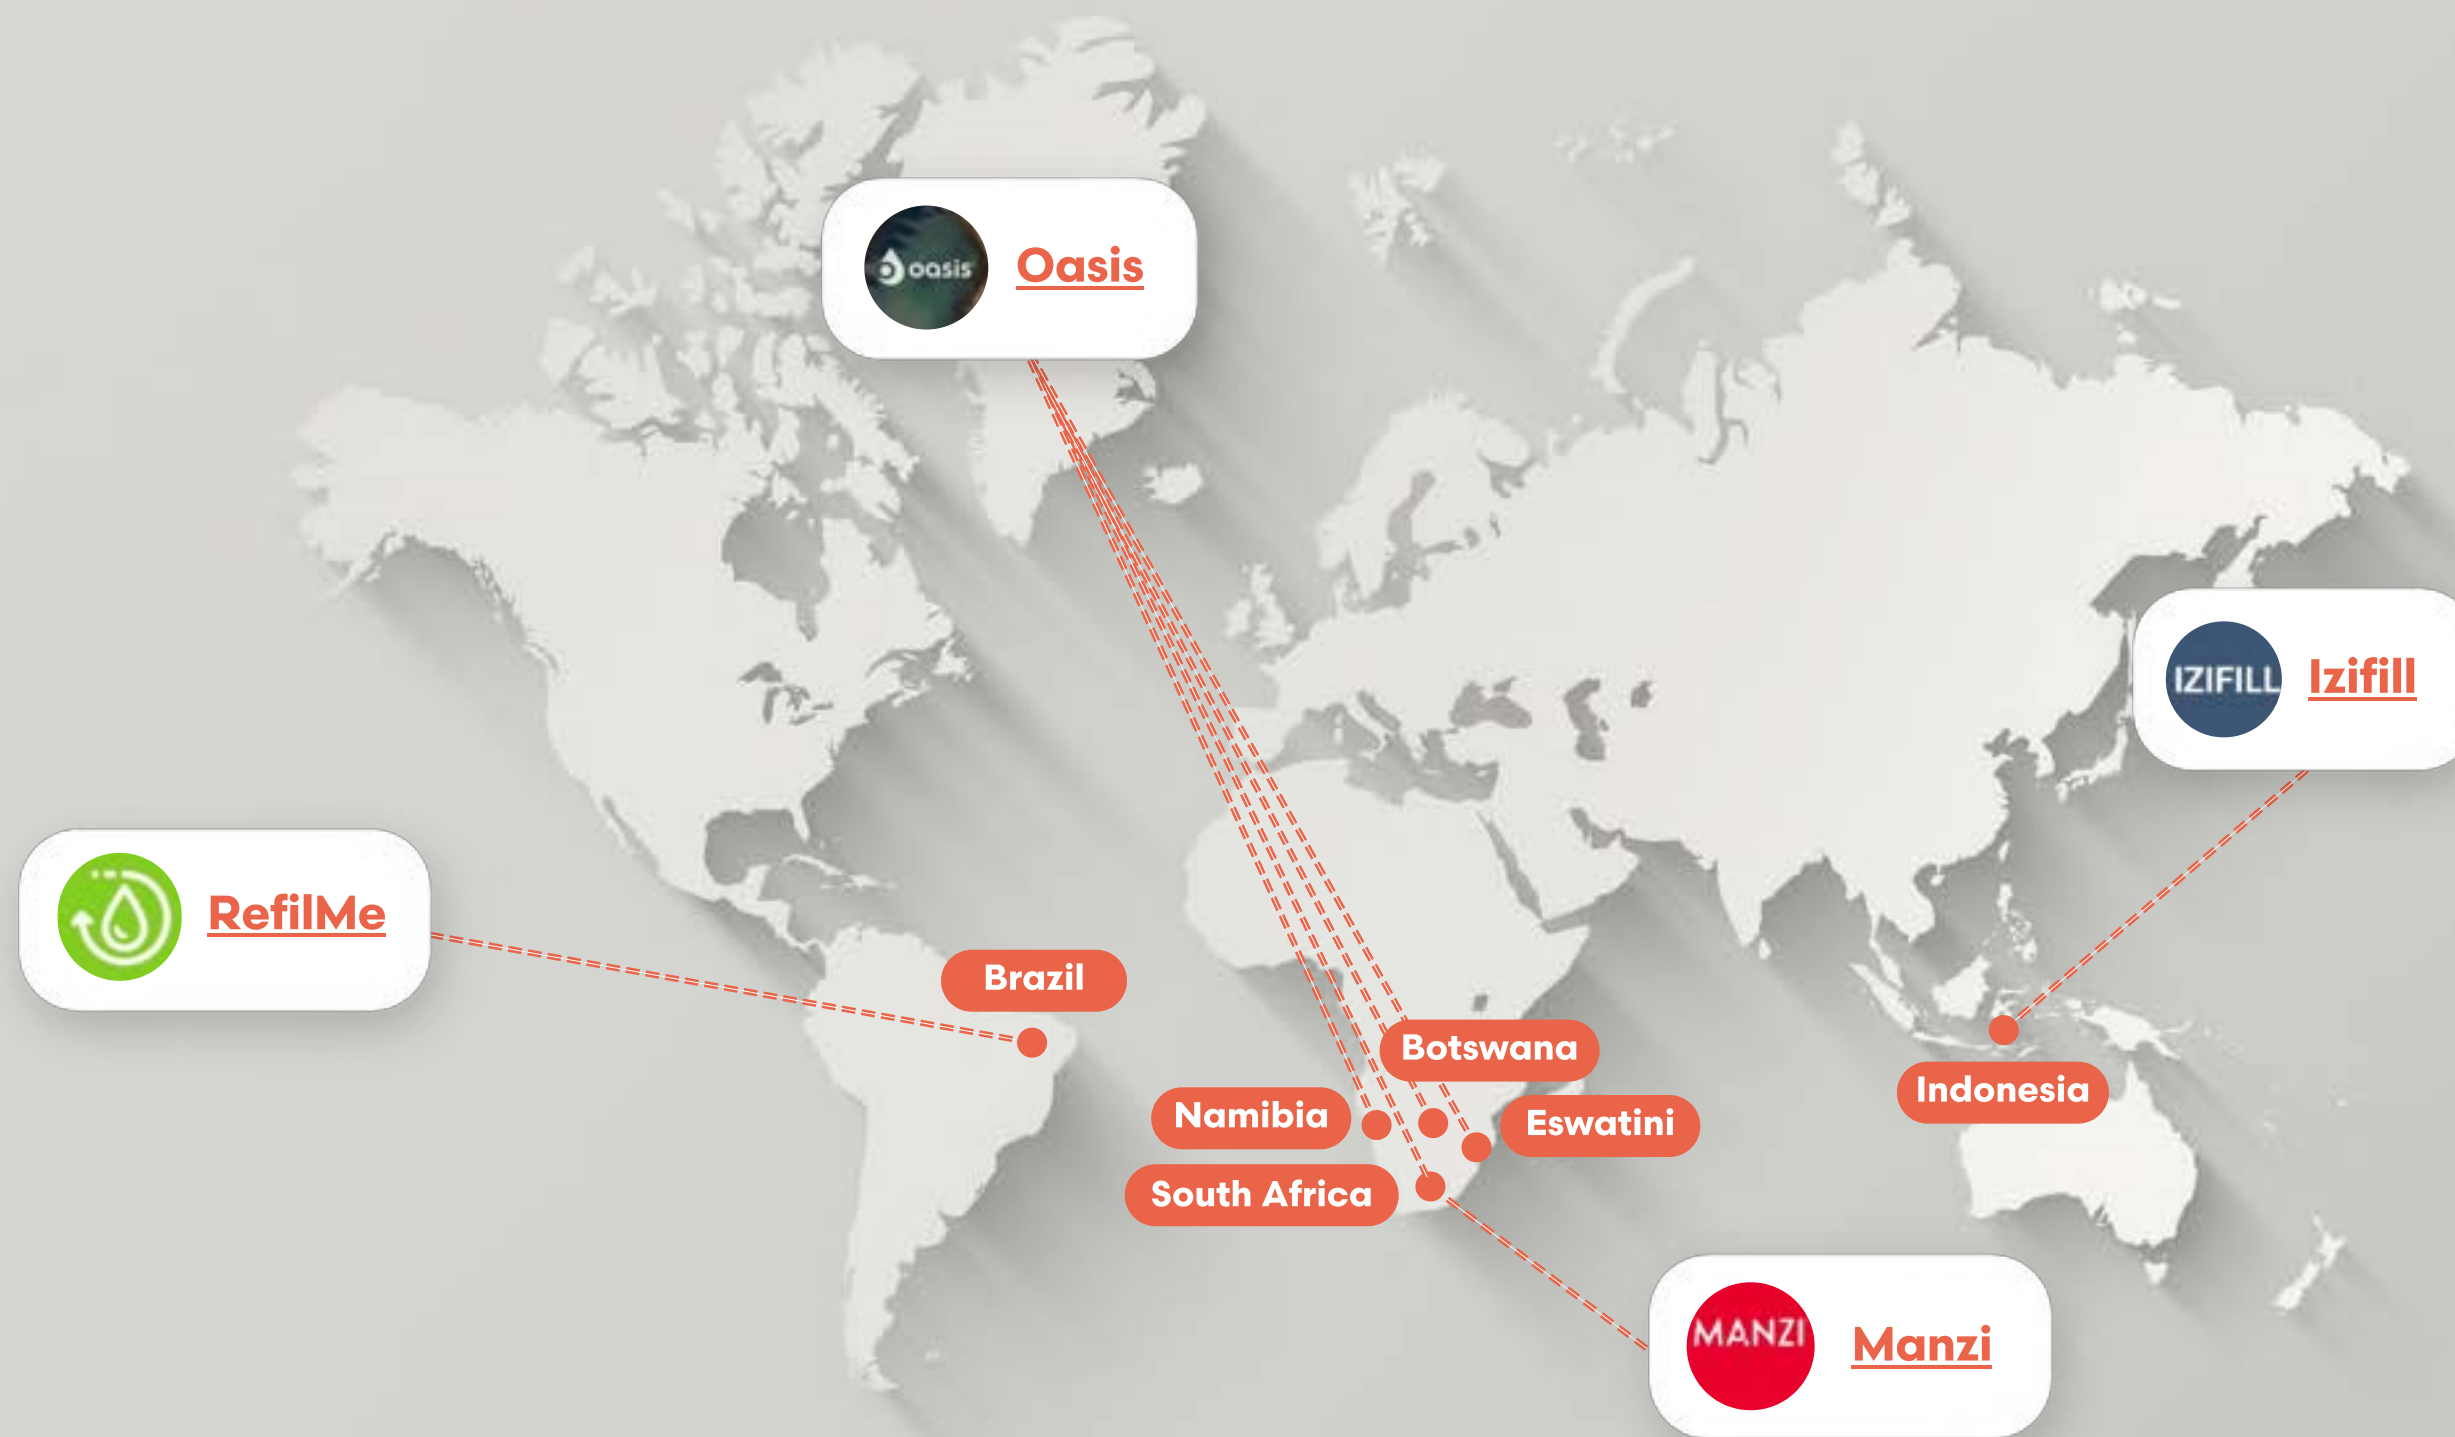 oasis
Oasis
IZIFILL
Izifill
RefilMe
Brazil
Botswana
Namibia
Eswatini
Indonesia
South Africa
MANZI
Manzi